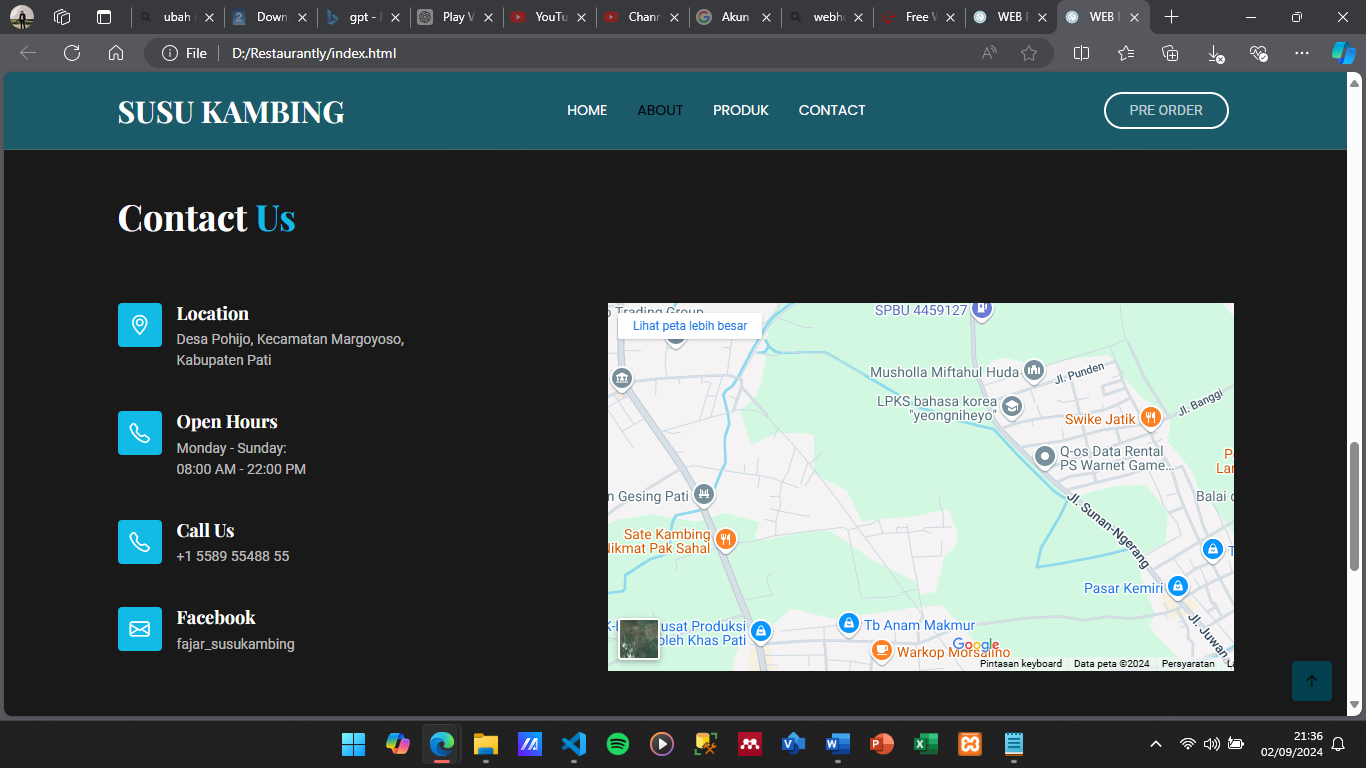 ubah
Down
gpt -
Play V
YouTu
Chann
Akun
webh
Free
WEB
WEB
File
D:/Restaurantly/index.html
SUSU KAMBING
HOME
ABOUT
PRODUK
CONTACT
PRE ORDER
Contact Us
Location
Desa Pohijo, Kecamatan Margoyoso,
Kabupaten Pati
Open Hours
Monday - Sunday:
08:00 AM - 22:00 PM
Call Us
+1 5589 55488 55
Facebook
fajar_susukambing
Trading Group
Lihat peta lebih besar
SPBU 4459127
Musholla Miftahul Huda
Jl. Punden
LPKS bahasa korea
"yeongniheyo"
Jl. Banggi
Swike Jatik
Q-os Data Rental
PS Warnet Game...
n Gesing Pati
Balai
Jl. Sunan-Ngerang
Sate Kambing
Nikmat Pak Sahal
Pasar Kemiri
usat Produksi
oleh Khas Pati
Tb Anam Makmur
Warkop Morsalino
Jl. Juwan
Google
Pintasan keyboard
Data peta ©2024
Persyaratan
21:36
02/09/2024